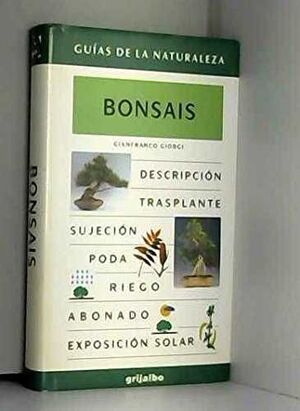 GUÍAS DE LA NATURALEZA
BONSAIS
GIANFRANCO GIORGI
DESCRIPCIÓN
TRASPLANTE
SUJECIÓN
PODA
RIEGO
ABONADO
EXPOSICIÓN SOLAR
grijalbo
BONSAIS